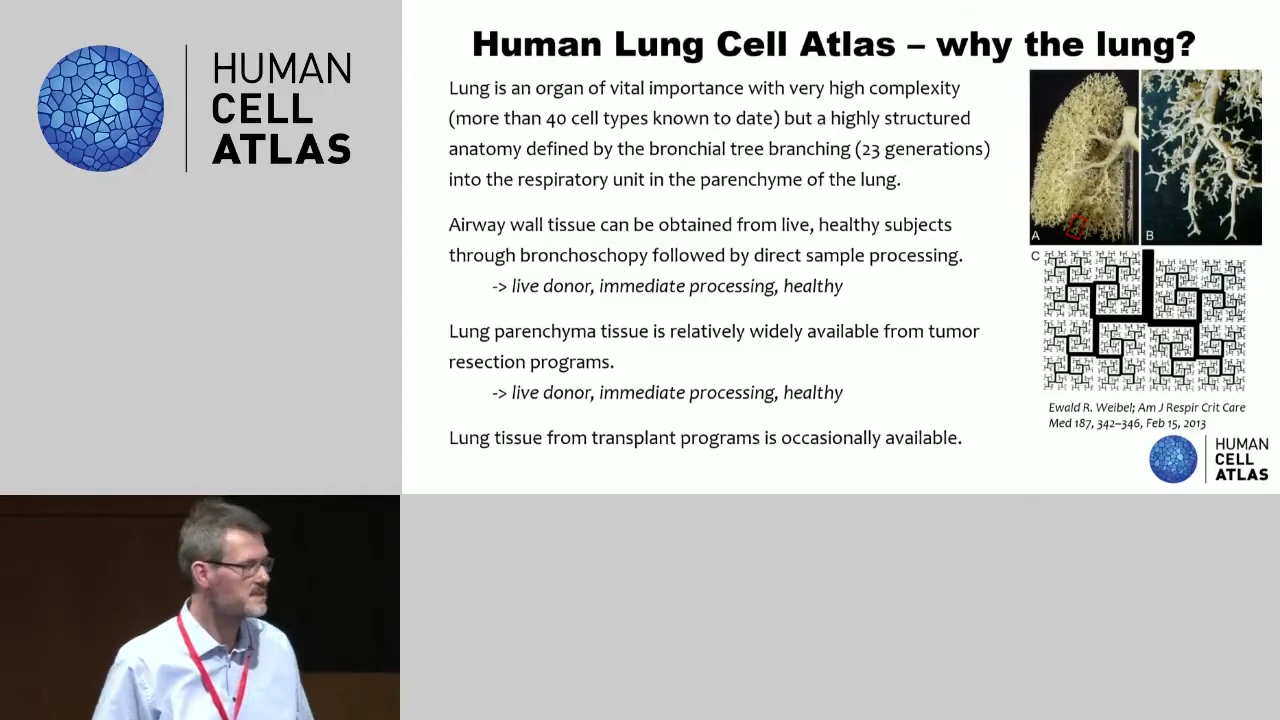 HUMAN
CELL
ATLAS
Human Lung Cell Atlas – why the lung?
Lung is an organ of vital importance with very high complexity
(more than 40 cell types known to date) but a highly structured
anatomy defined by the bronchial tree branching (23 generations)
into the respiratory unit in the parenchyme of the lung.
Airway wall tissue can be obtained from live, healthy subjects
through bronchoschopy followed by direct sample processing.
-> live donor, immediate processing, healthy
Lung parenchyma tissue is relatively widely available from tumor
resection programs.
-> live donor, immediate processing, healthy
Lung tissue from transplant programs is occasionally available.
A
B
C
Ewald R. Weibel; Am J Respir Crit Care
Med 187, 342–346, Feb 15, 2013
HUMAN
CELL
ATLAS